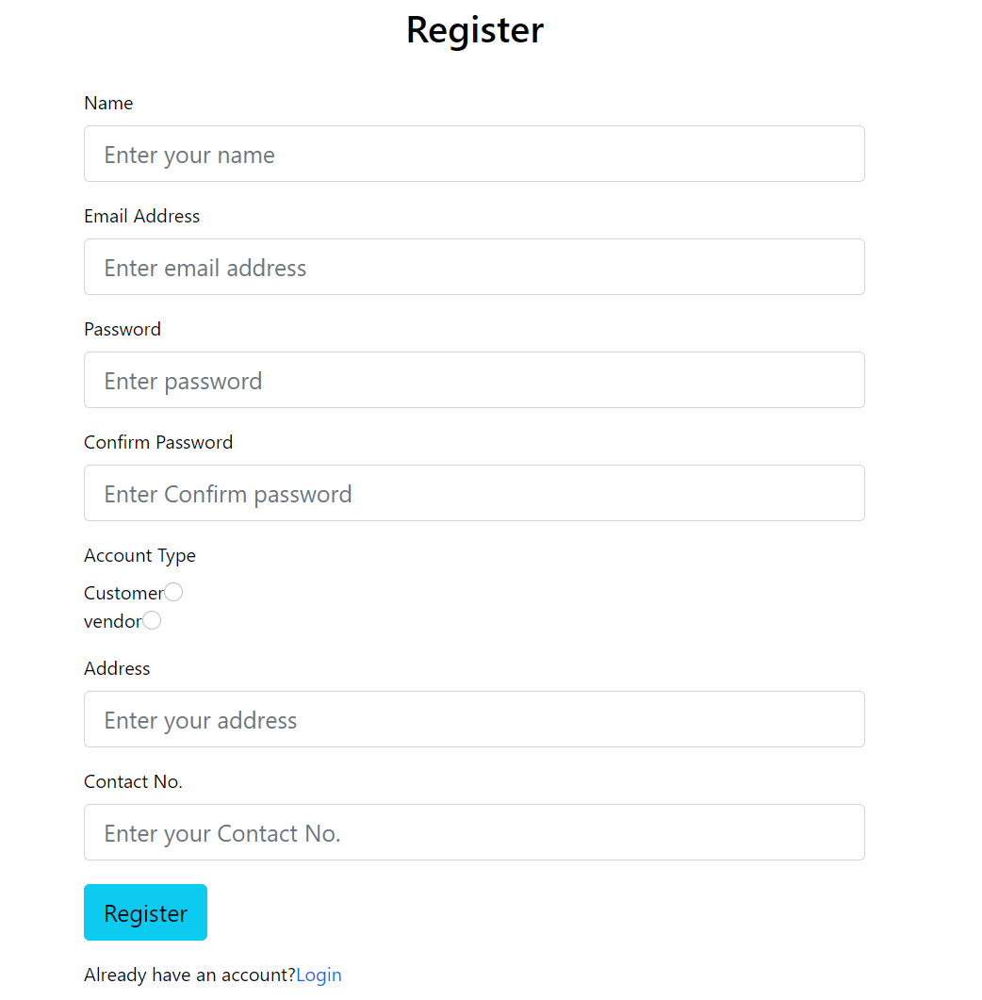 Register
Name
Enter your name
Email Address
Enter email address
Password
Enter password
Confirm Password
Enter Confirm password
Account Type
Customer
vendor
Address
Enter your address
Contact No.
Enter your Contact No.
Register
Already have an account?Login